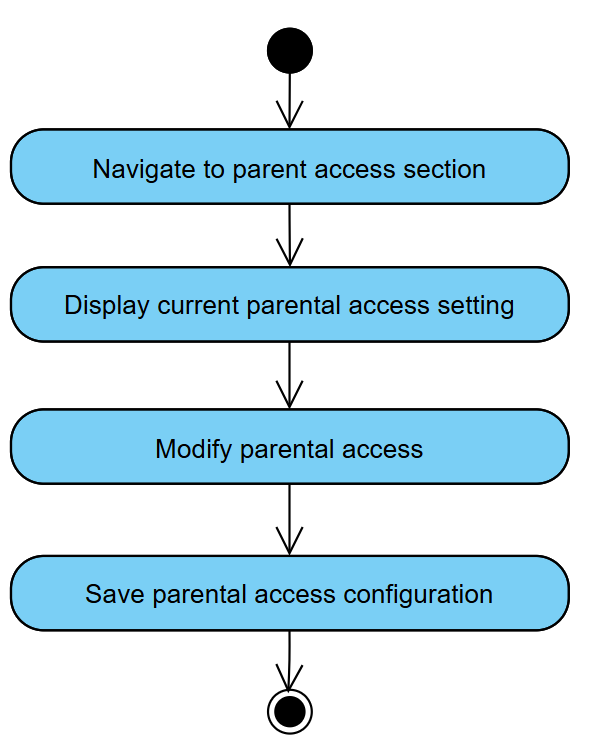 Navigate to parent access section
Display current parental access setting
Modify parental access
Save parental access configuration